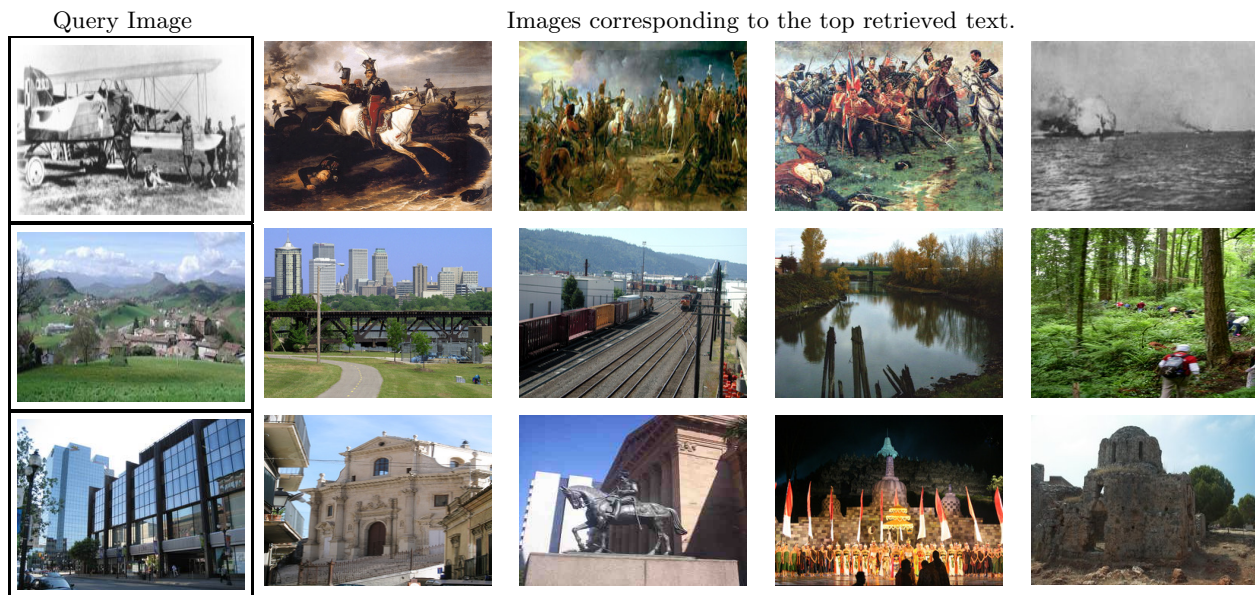 Query Image
Images corresponding to the top retrieved text.